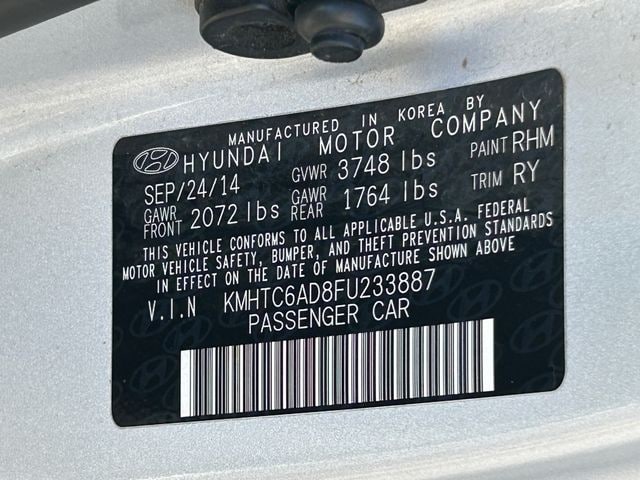 MANUFACTURED IN KOREA BY
HYUNDAI MOTOR COMPANY
SEP/24/14 GVWR 3748 lbs PAINT RHM
GAWR FRONT 2072 lbs GAWR REAR 1764 lbs TRIM RY
THIS VEHICLE CONFORMS TO ALL APPLICABLE U.S.A. FEDERAL
MOTOR VEHICLE SAFETY, BUMPER, AND THEFT PREVENTION STANDARDS
IN EFFECT ON THE DATE OF MANUFACTURE SHOWN ABOVE
V.I.N KMHTC6AD8FU233887
PASSENGER CAR